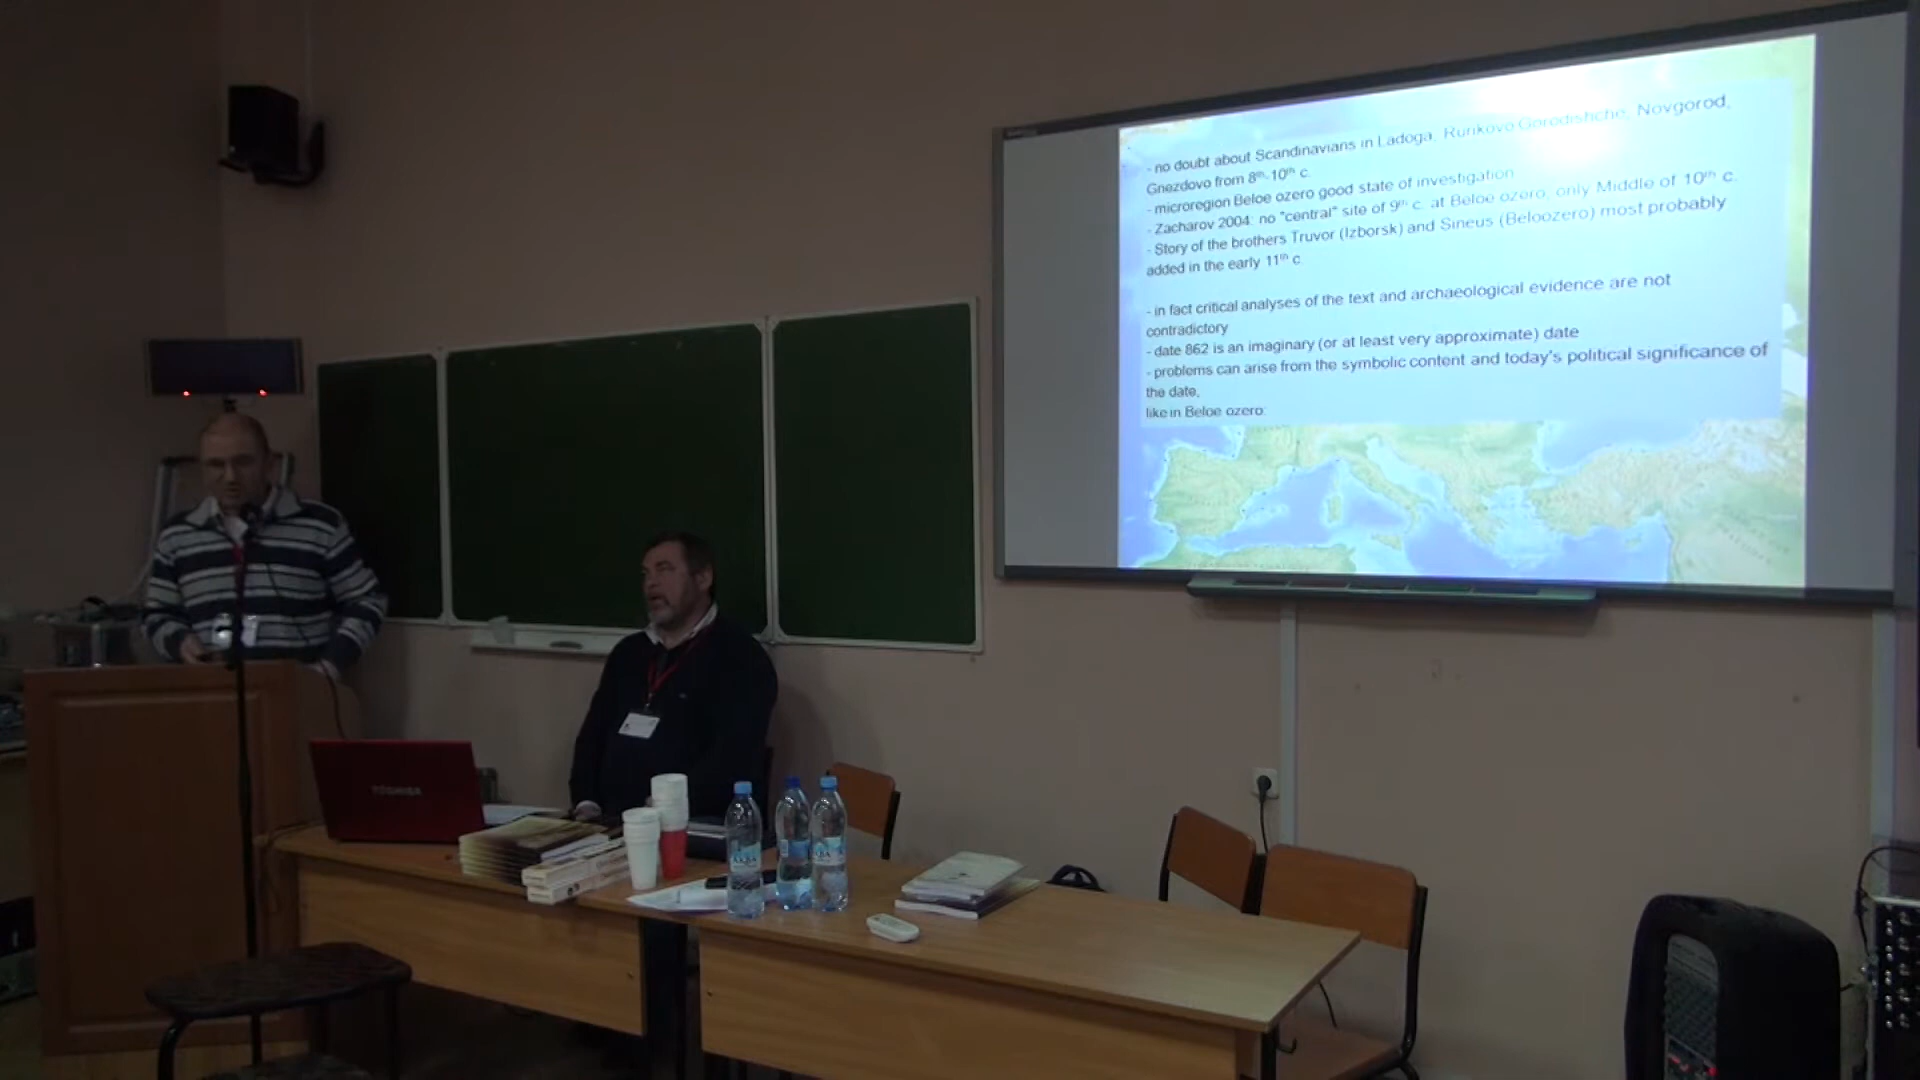 - no doubt about Scandinavians in Ladoga, Rurikovo Gorodishche, Novgorod,
Gnezdovo from 8th-10th c.
- microregion Beloe ozero good state of investigation
- Zacharov 2004: no "central" site of 9th c. at Beloe ozero, only Middle of 10th c.
- Story of the brothers Truvor (Izborsk) and Sineus (Beloozero) most probably
added in the early 11th c.
- in fact critical analyses of the text and archaeological evidence are not
contradictory
- date 862 is an imaginary (or at least very approximate) date
- problems can arise from the symbolic content and today's political significance of
the date,
like in Beloe ozero:
TOSHIBA